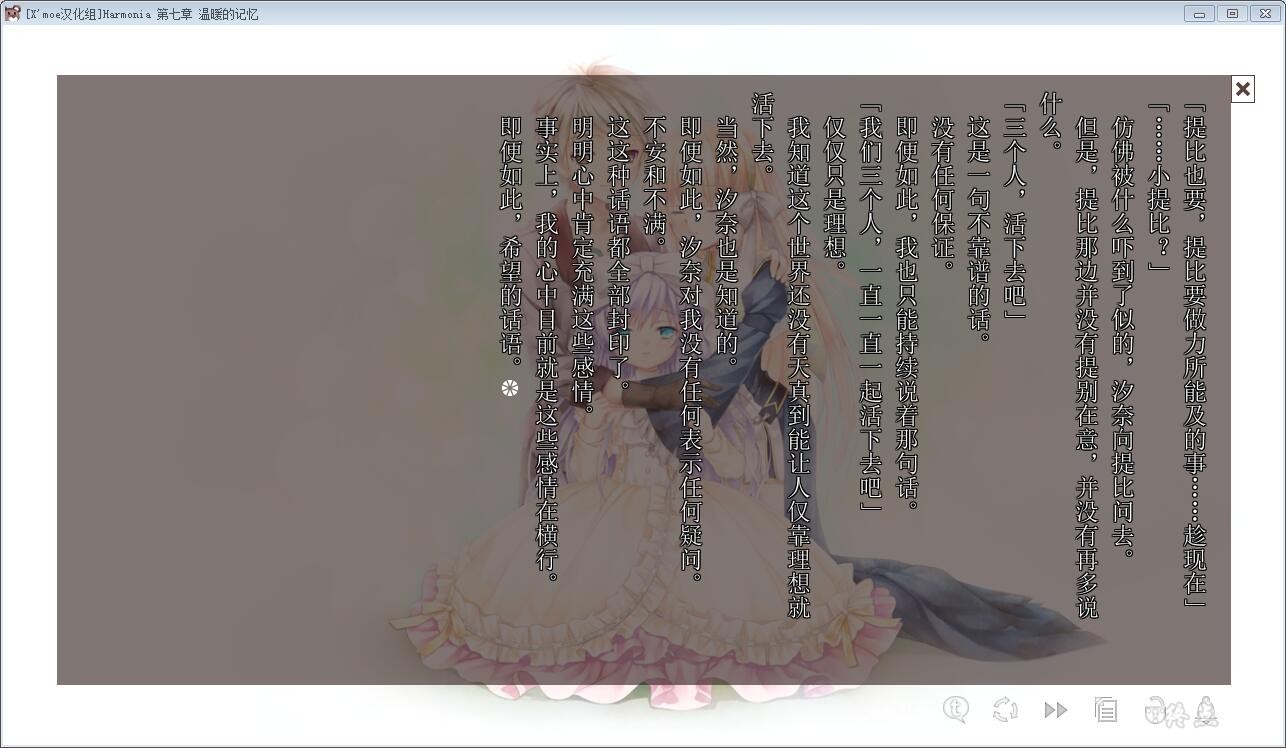 [X'moe汉化组]Harmonia 第七章 温暖的记忆
「提比也要，提比要做力所能及的事……趁现在」
「……小提比？」
仿佛被什么吓到了似的，汐奈向提比问去。
但是，提比那边并没有提别在意，并没有再多说
什么。
「三个人，活下去吧」
这是一句不靠谱的话。
没有任何保证。
即便如此，我也只能持续说着那句话。
「我们三个人，一直一直一起活下去吧」
仅仅只是理想。
我知道这个世界还没有天真到能让人仅靠理想就
活下去。
当然，汐奈也是知道的。
即便如此，汐奈对我没有任何表示任何疑问。
不安和不满。
这这种话语都全部封印了。
明明心中肯定充满这些感情。
事实上，我的心中目前就是这些感情在横行。
即便如此，希望的话语。